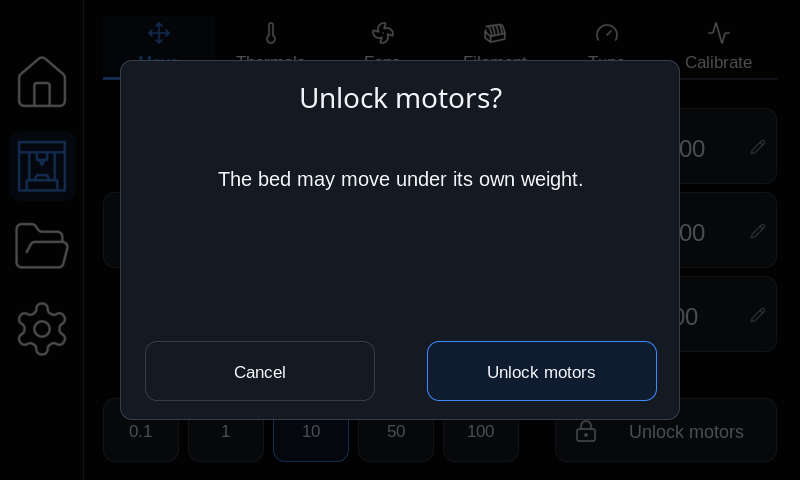 Calibrate
Unlock motors?
The bed may move under its own weight.
Cancel
Unlock motors
0.1
1
10
50
100
Unlock motors